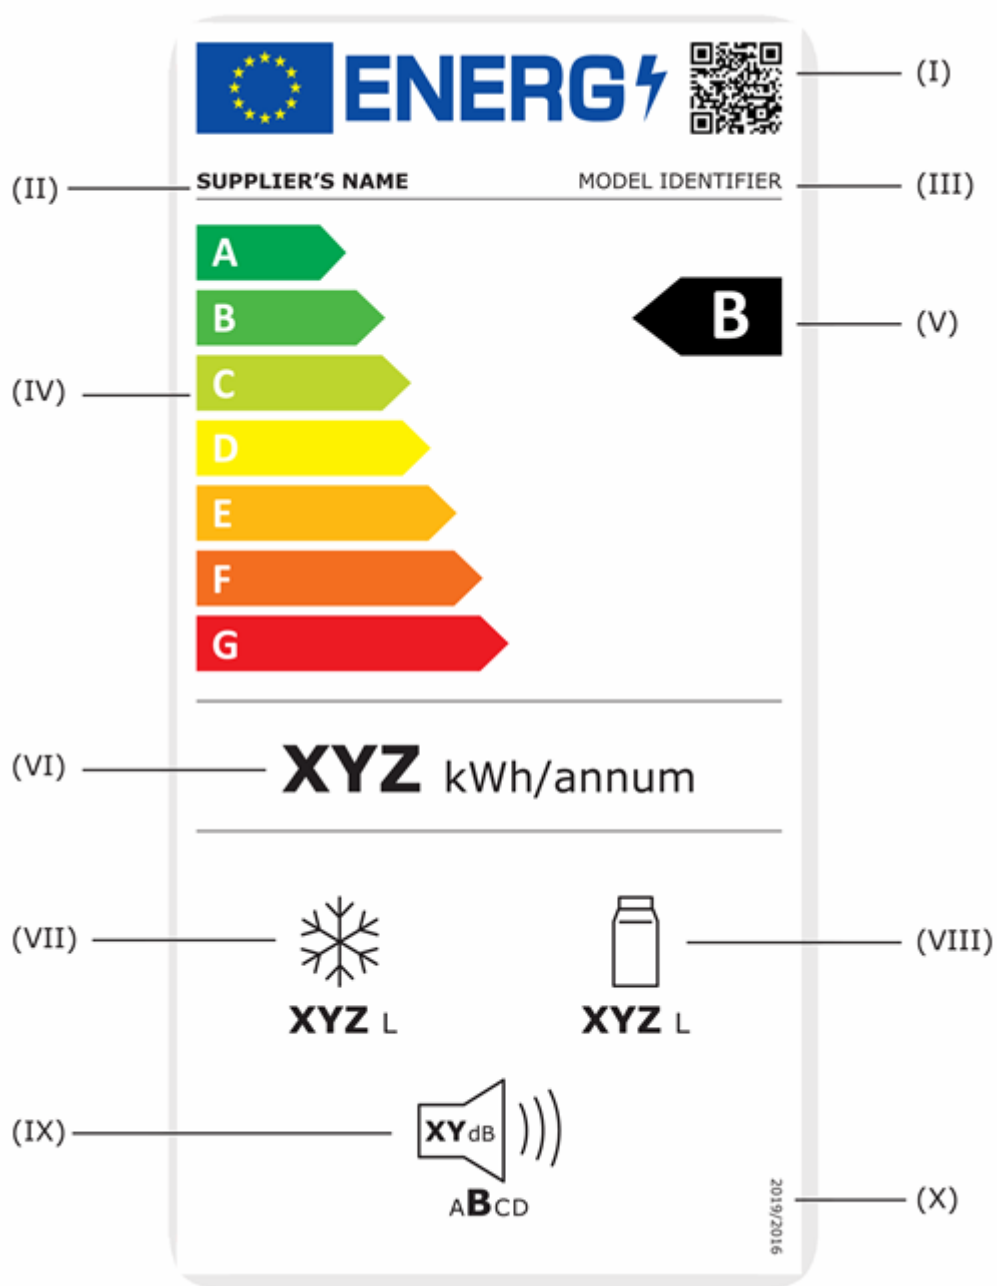 ENERG
(I)
(II)
SUPPLIER'S NAME
MODEL IDENTIFIER
(III)
A
B
B
(V)
(IV)
C
D
E
F
G
(VI)
XYZ kWh/annum
(VII)
(VIII)
XYZ L
XYZ L
(IX)
XY dB
ABCD
2019/2016
(X)